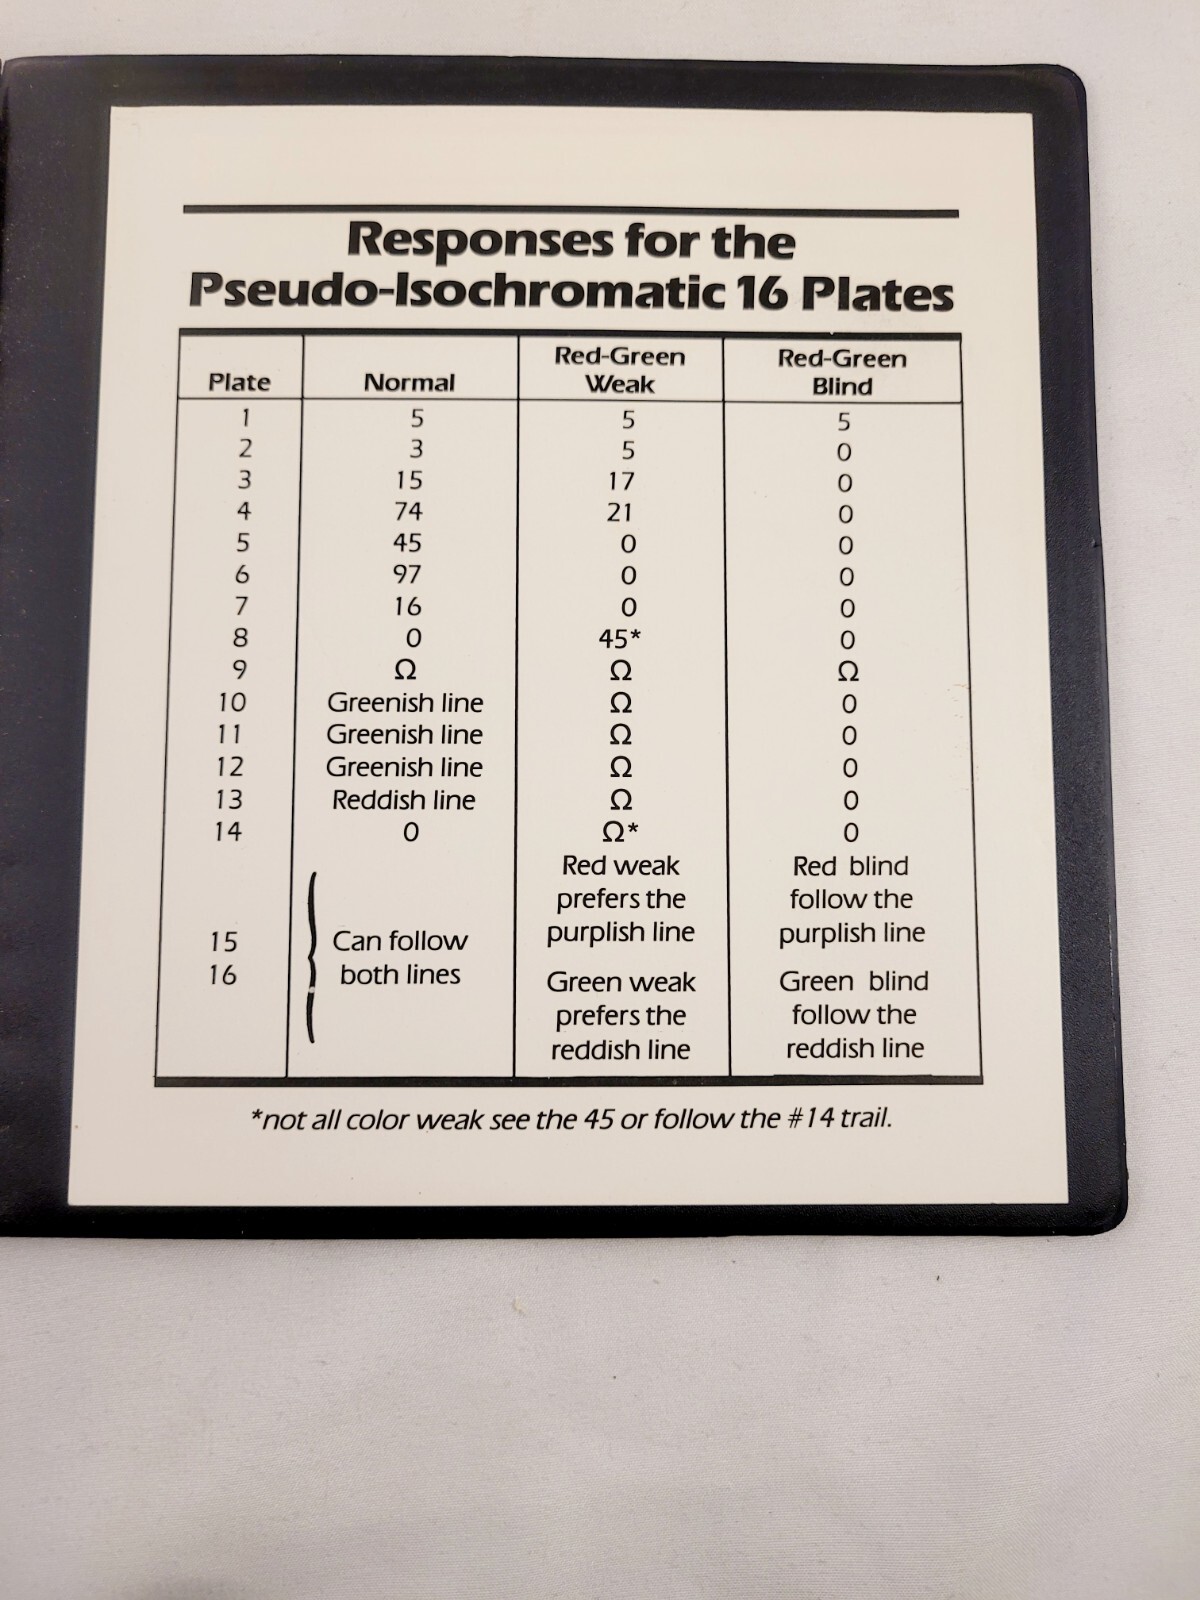 Responses for the
Pseudo-Isochromatic 16 Plates
Plate Normal Red-Green Weak Red-Green Blind
1 5 5 5
2 3 5 0
3 15 17 0
4 74 21 0
5 45 0 0
6 97 0 0
7 16 0 0
8 0 45* 0
9 Ω Ω Ω
10 Greenish line Ω 0
11 Greenish line Ω 0
12 Greenish line Ω 0
13 Reddish line Ω 0
14 0 Ω* 0
Red weak Red blind
prefers the follow the
15 Can follow purplish line purplish line
16 both lines Green weak Green blind
prefers the follow the
reddish line reddish line
*not all color weak see the 45 or follow the #14 trail.